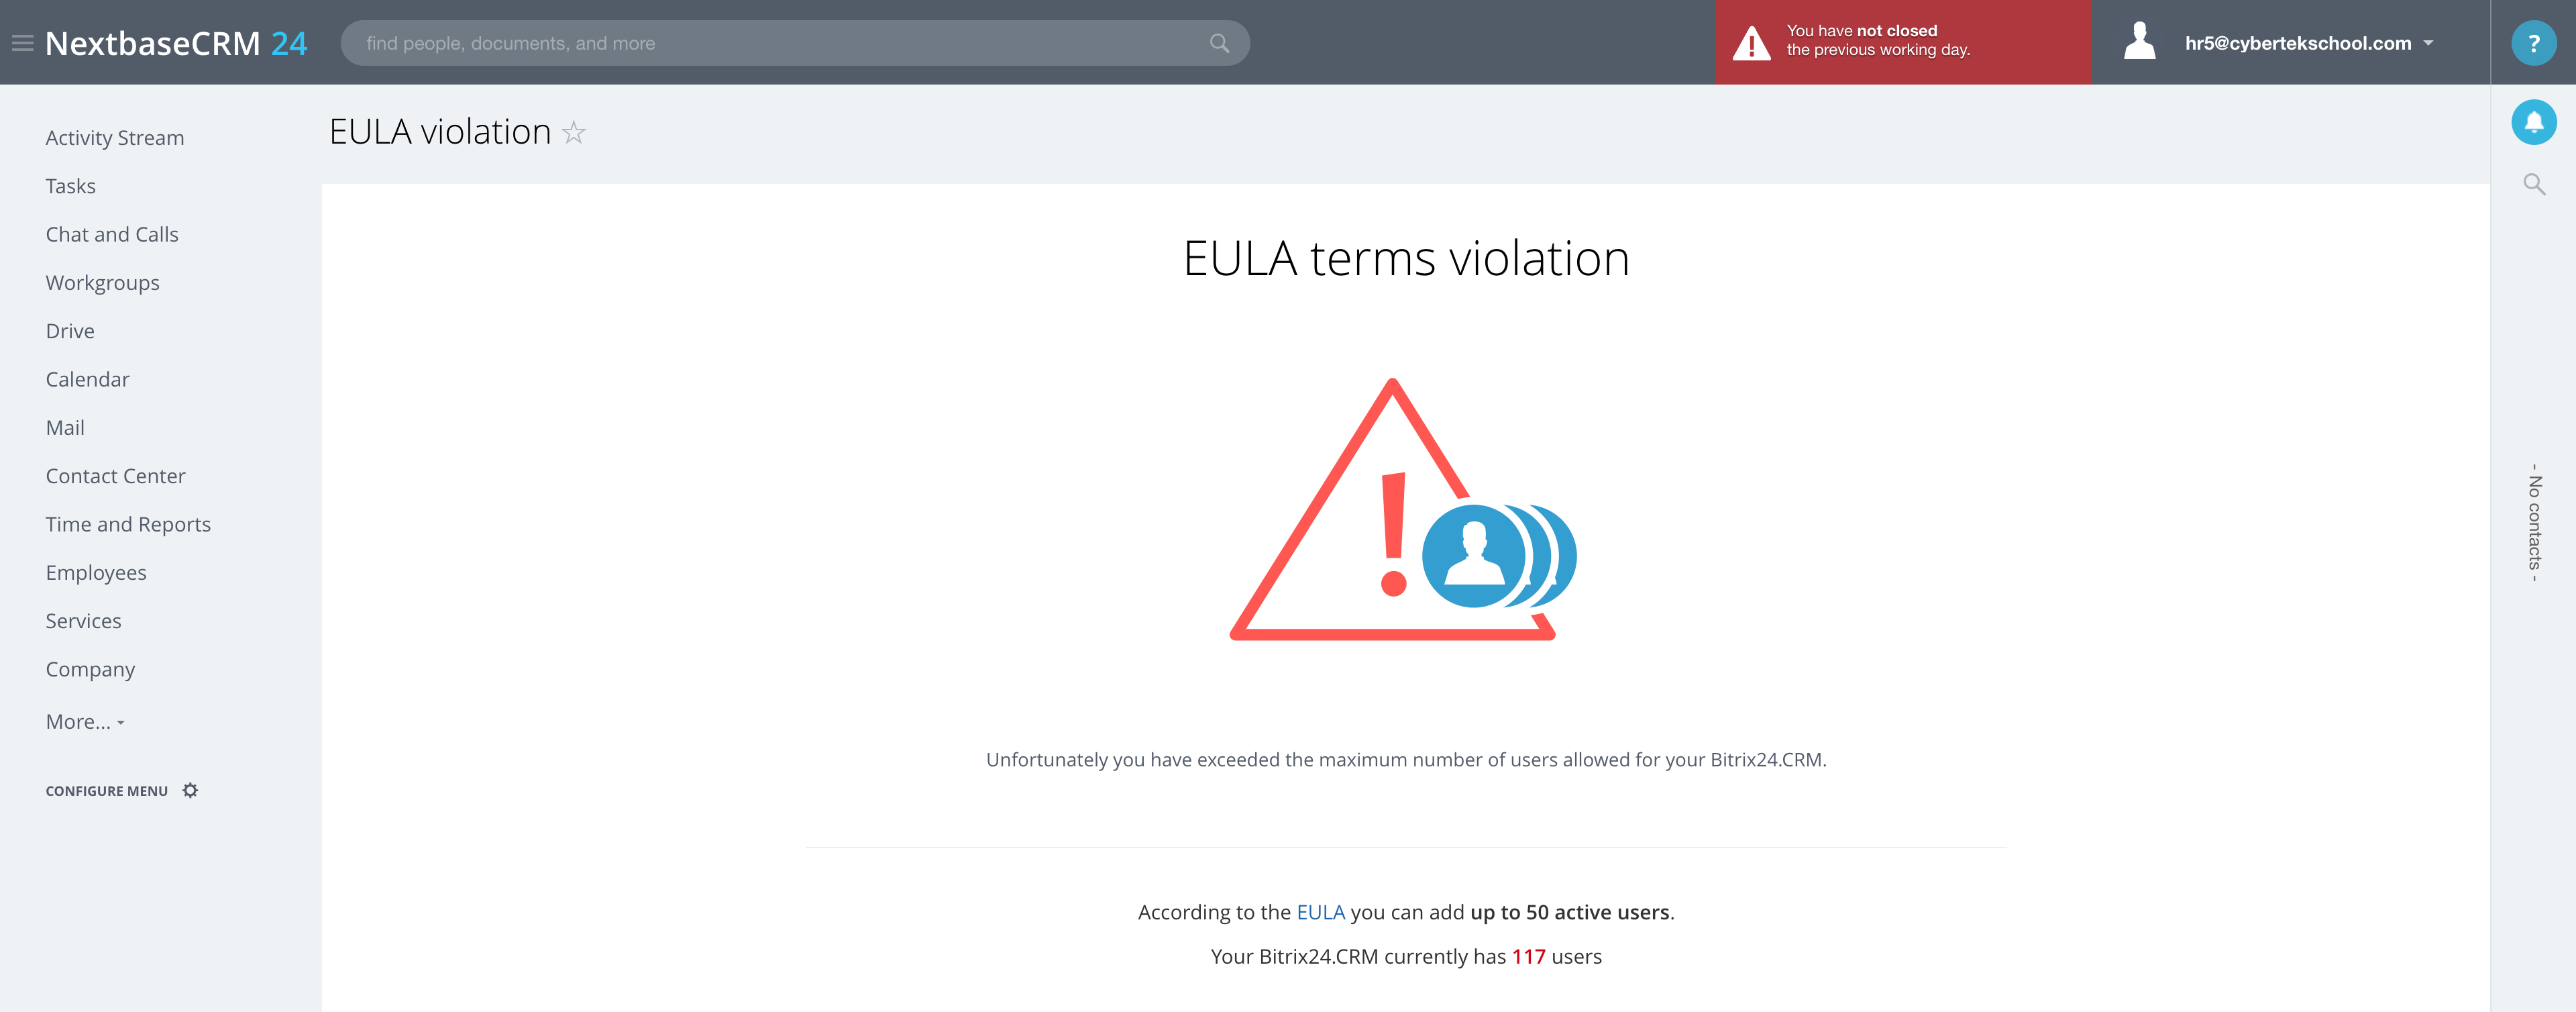 NextbaseCRM 24
find people, documents, and more
You have not closed
the previous working day.
hr5@cybertekschool.com
?
Activity Stream
Tasks
Chat and Calls
Workgroups
Drive
Calendar
Mail
Contact Center
Time and Reports
Employees
Services
Company
More...
CONFIGURE MENU
EULA violation
EULA terms violation
Unfortunately you have exceeded the maximum number of users allowed for your Bitrix24.CRM.
According to the EULA you can add up to 50 active users.
Your Bitrix24.CRM currently has 117 users
- No contacts -